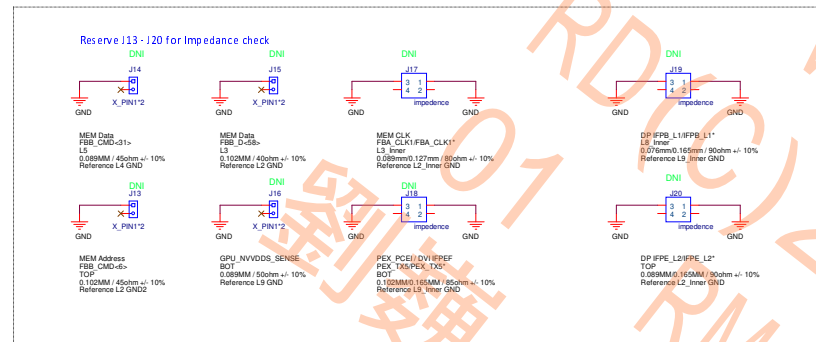 Reserve J13 - J20 for Impedance check
DNI DNI DNI DNI
J14 J15 J17 J19
3 1 3 1
4 2 4 2
X_PIN1*2 X_PIN1*2 impedence impedence
GND GND GND GND GND GND
MEM Data
FBB_CMD<31>
L5
0.089MM / 45ohm +/- 10%
Reference L4 GND
MEM Data
FBB_D<58>
L3
0.102MM / 40ohm +/- 10%
Reference L2 GND
MEM CLK
FBA_CLK1/FBA_CLK1*
L3_Inner
0.089mm/0.127mm / 80ohm +/- 10%
Reference L2_Inner GND
DP IFPB_L1/IFPB_L1*
L8_Inner
0.076mm/0.165mm / 90ohm +/- 10%
Reference L9_Inner GND
DNI DNI DNI DNI
J13 J16 J18 J20
3 1 3 1
4 2 4 2
X_PIN1*2 X_PIN1*2 impedence impedence
GND GND GND GND GND GND
MEM Address
FBB_CMD<6>
TOP
0.102MM / 45ohm +/- 10%
Reference L2 GND2
GPU_NVVDDS_SENSE
BOT
0.089MM / 50ohm +/- 10%
Reference L9 GND
PEX_PCEI / DVI IFPEF
PEX_TX5/PEX_TX5*
BOT
0.102MM/0.165MM / 85ohm +/- 10%
Reference L9_Inner GND
DP IFPE_L2/IFPE_L2*
TOP
0.089MM/0.165MM / 90ohm +/- 10%
Reference L2_Inner GND
RD(C)2
01
劉巍
RM